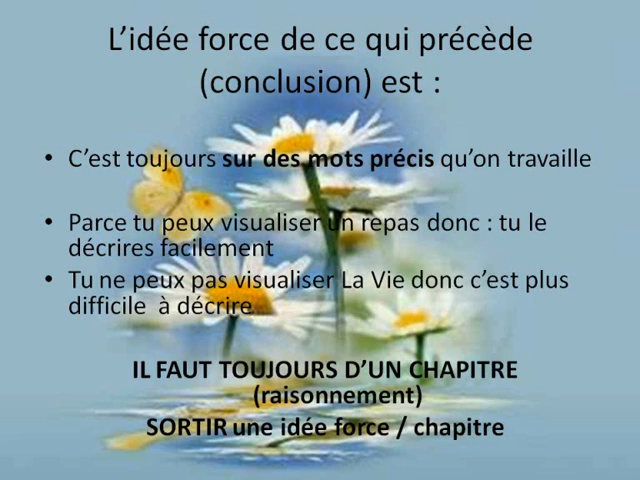 L’idée force de ce qui précède
(conclusion) est :
• C’est toujours sur des mots précis qu’on travaille
• Parce tu peux visualiser un repas donc : tu le
décrires facilement
• Tu ne peux pas visualiser La Vie donc c’est plus
difficile à décrire
IL FAUT TOUJOURS D’UN CHAPITRE
(raisonnement)
SORTIR une idée force / chapitre